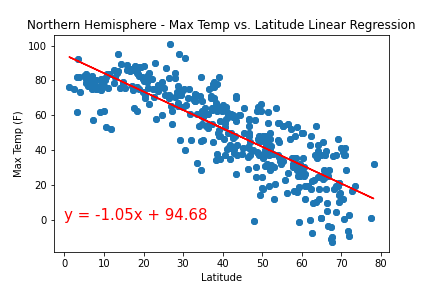 Northern Hemisphere - Max Temp vs. Latitude Linear Regression
100
80
60
40
20
0
Max Temp (F)
y = -1.05x + 94.68
0 10 20 30 40 50 60 70 80
Latitude